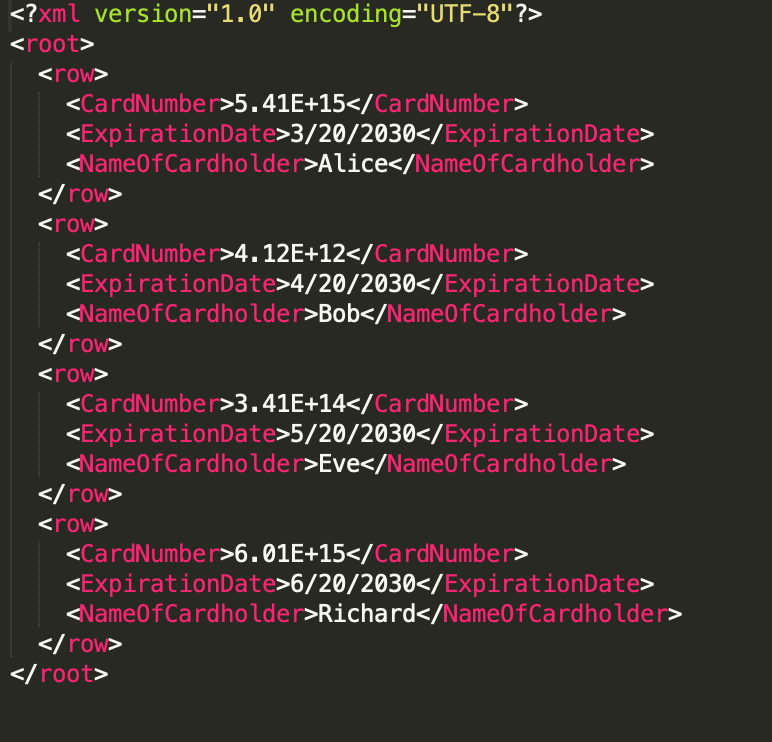 <?xml version="1.0" encoding="UTF-8"?>
<root>
  <row>
    <CardNumber>5.41E+15</CardNumber>
    <ExpirationDate>3/20/2030</ExpirationDate>
    <NameOfCardholder>Alice</NameOfCardholder>
  </row>
  <row>
    <CardNumber>4.12E+12</CardNumber>
    <ExpirationDate>4/20/2030</ExpirationDate>
    <NameOfCardholder>Bob</NameOfCardholder>
  </row>
  <row>
    <CardNumber>3.41E+14</CardNumber>
    <ExpirationDate>5/20/2030</ExpirationDate>
    <NameOfCardholder>Eve</NameOfCardholder>
  </row>
  <row>
    <CardNumber>6.01E+15</CardNumber>
    <ExpirationDate>6/20/2030</ExpirationDate>
    <NameOfCardholder>Richard</NameOfCardholder>
  </row>
</root>